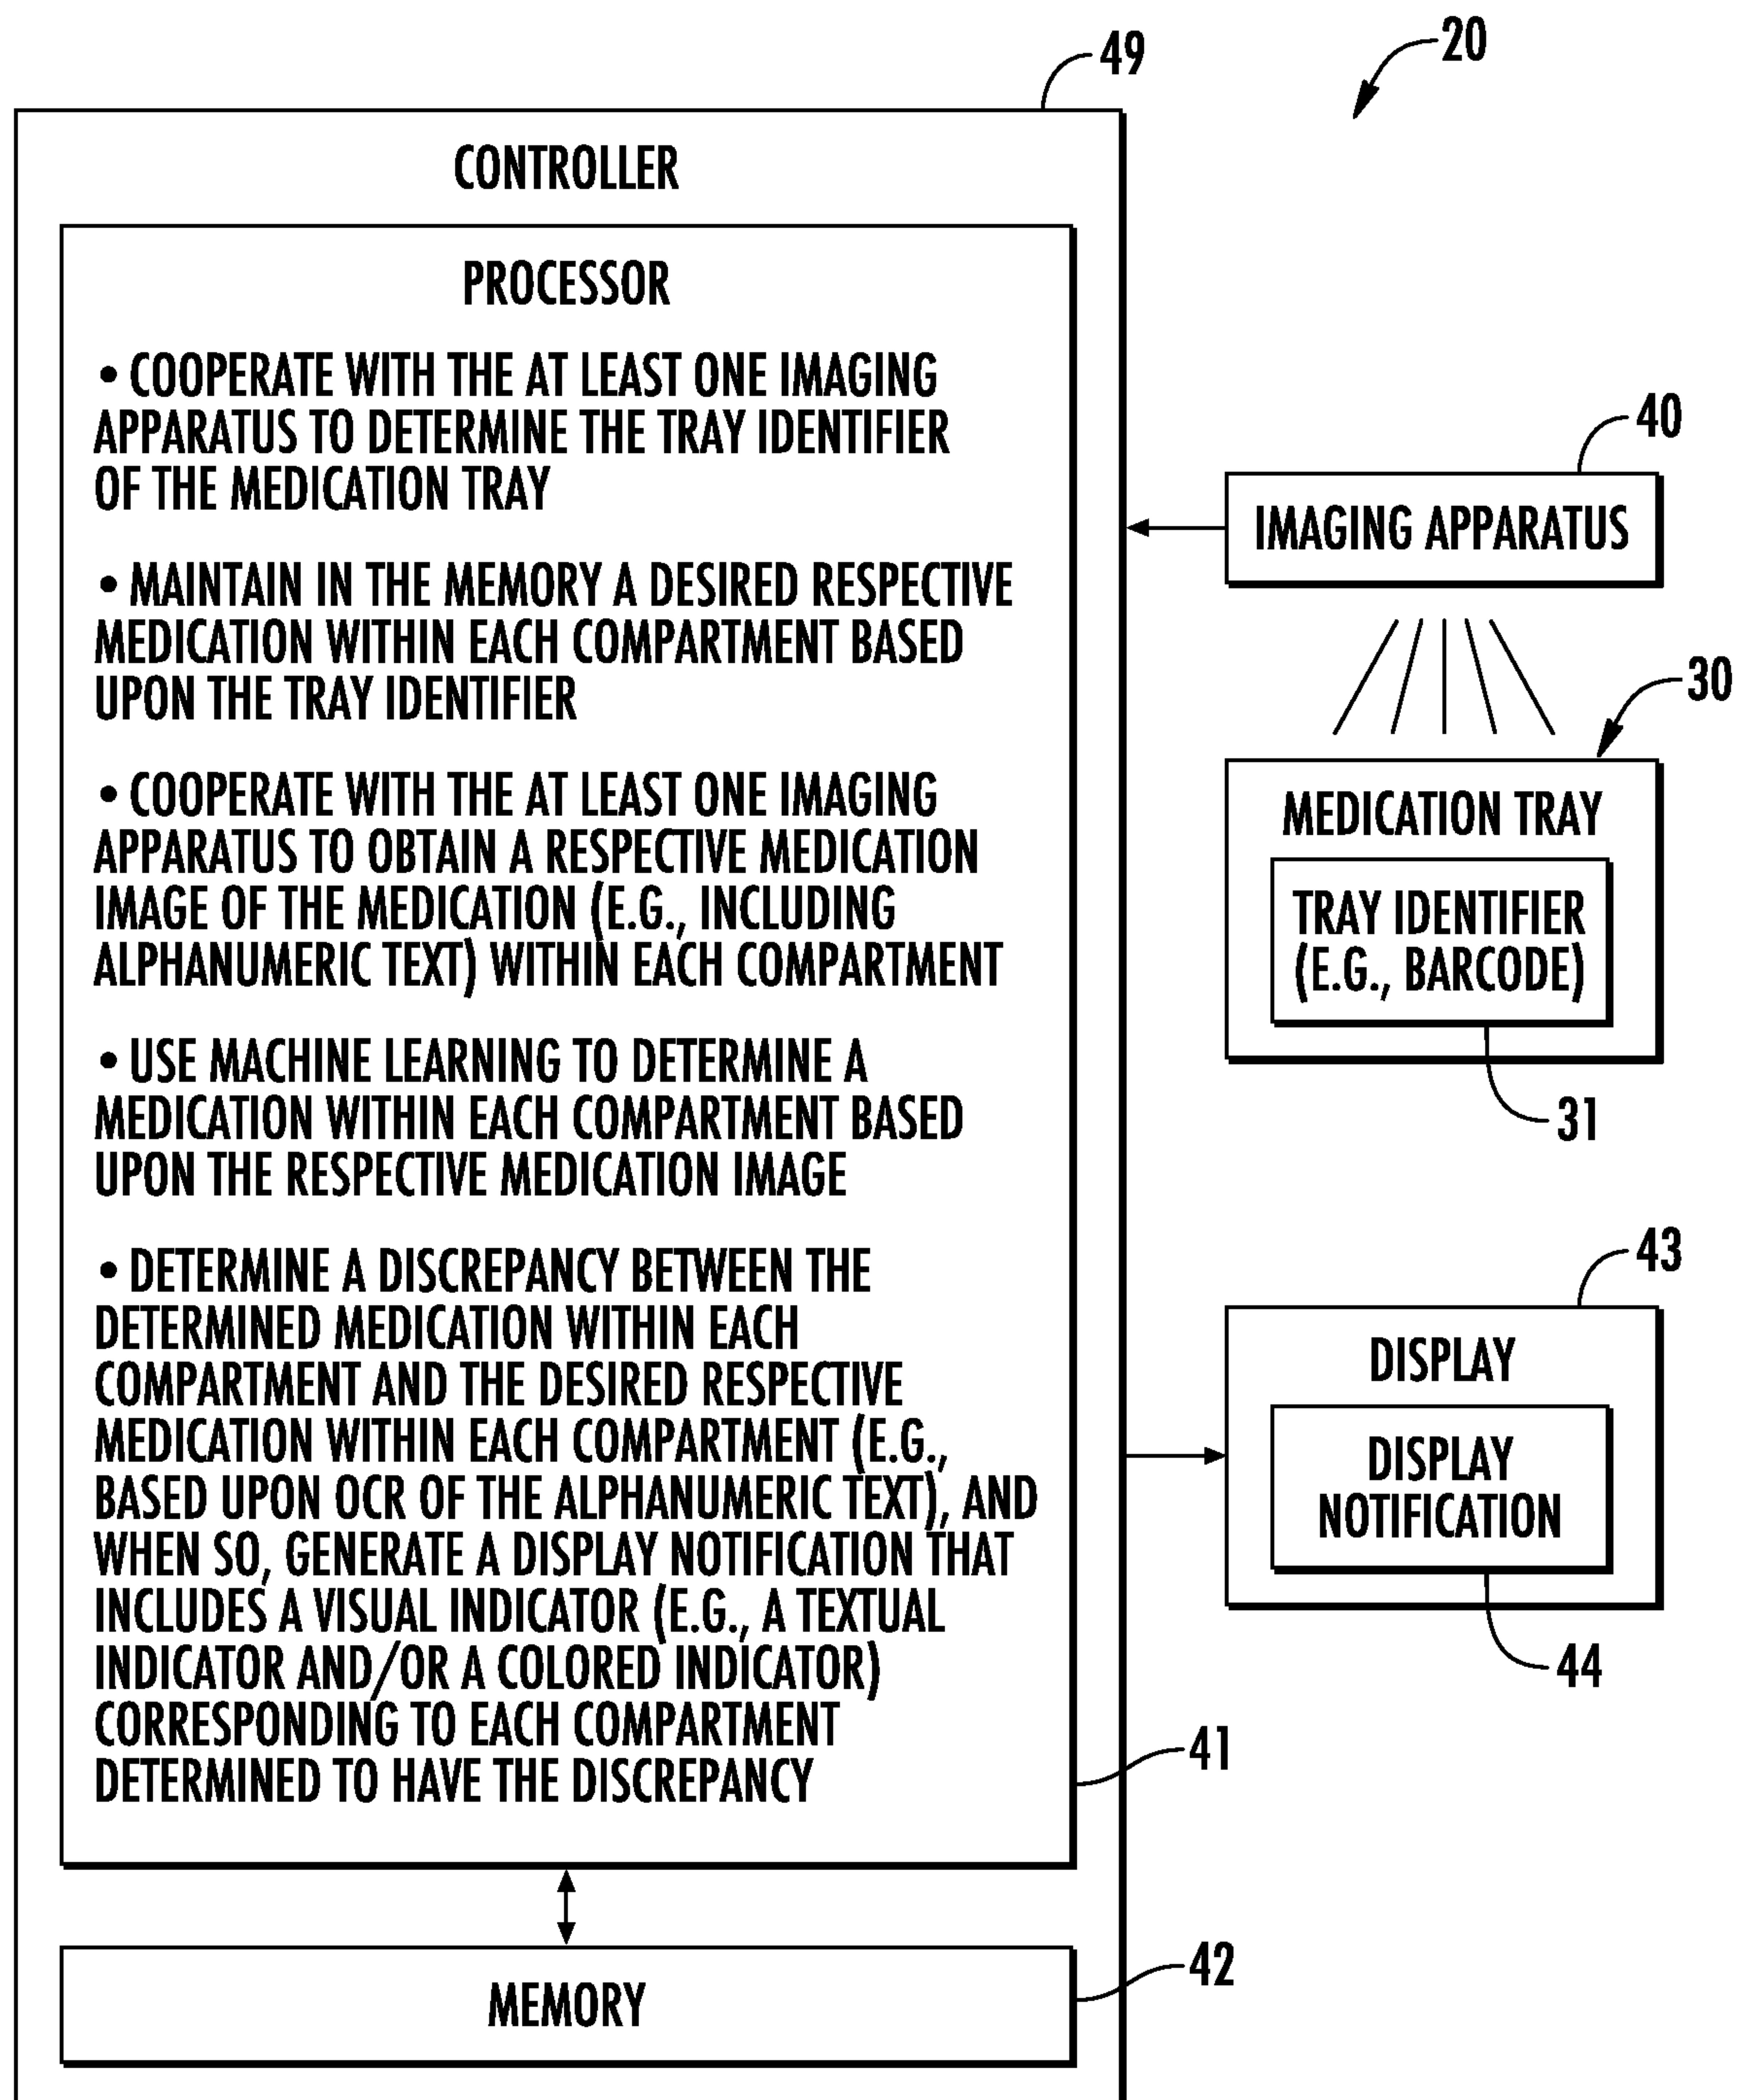 49
20
CONTROLLER
PROCESSOR
• COOPERATE WITH THE AT LEAST ONE IMAGING
APPARATUS TO DETERMINE THE TRAY IDENTIFIER
OF THE MEDICATION TRAY
• MAINTAIN IN THE MEMORY A DESIRED RESPECTIVE
MEDICATION WITHIN EACH COMPARTMENT BASED
UPON THE TRAY IDENTIFIER
• COOPERATE WITH THE AT LEAST ONE IMAGING
APPARATUS TO OBTAIN A RESPECTIVE MEDICATION
IMAGE OF THE MEDICATION (E.G., INCLUDING
ALPHANUMERIC TEXT) WITHIN EACH COMPARTMENT
• USE MACHINE LEARNING TO DETERMINE A
MEDICATION WITHIN EACH COMPARTMENT BASED
UPON THE RESPECTIVE MEDICATION IMAGE
• DETERMINE A DISCREPANCY BETWEEN THE
DETERMINED MEDICATION WITHIN EACH
COMPARTMENT AND THE DESIRED RESPECTIVE
MEDICATION WITHIN EACH COMPARTMENT (E.G.,
BASED UPON OCR OF THE ALPHANUMERIC TEXT), AND
WHEN SO, GENERATE A DISPLAY NOTIFICATION THAT
INCLUDES A VISUAL INDICATOR (E.G., A TEXTUAL
INDICATOR AND/OR A COLORED INDICATOR)
CORRESPONDING TO EACH COMPARTMENT
DETERMINED TO HAVE THE DISCREPANCY
41
MEMORY
42
40
IMAGING APPARATUS
30
MEDICATION TRAY
TRAY IDENTIFIER
(E.G., BARCODE)
31
43
DISPLAY
DISPLAY
NOTIFICATION
44